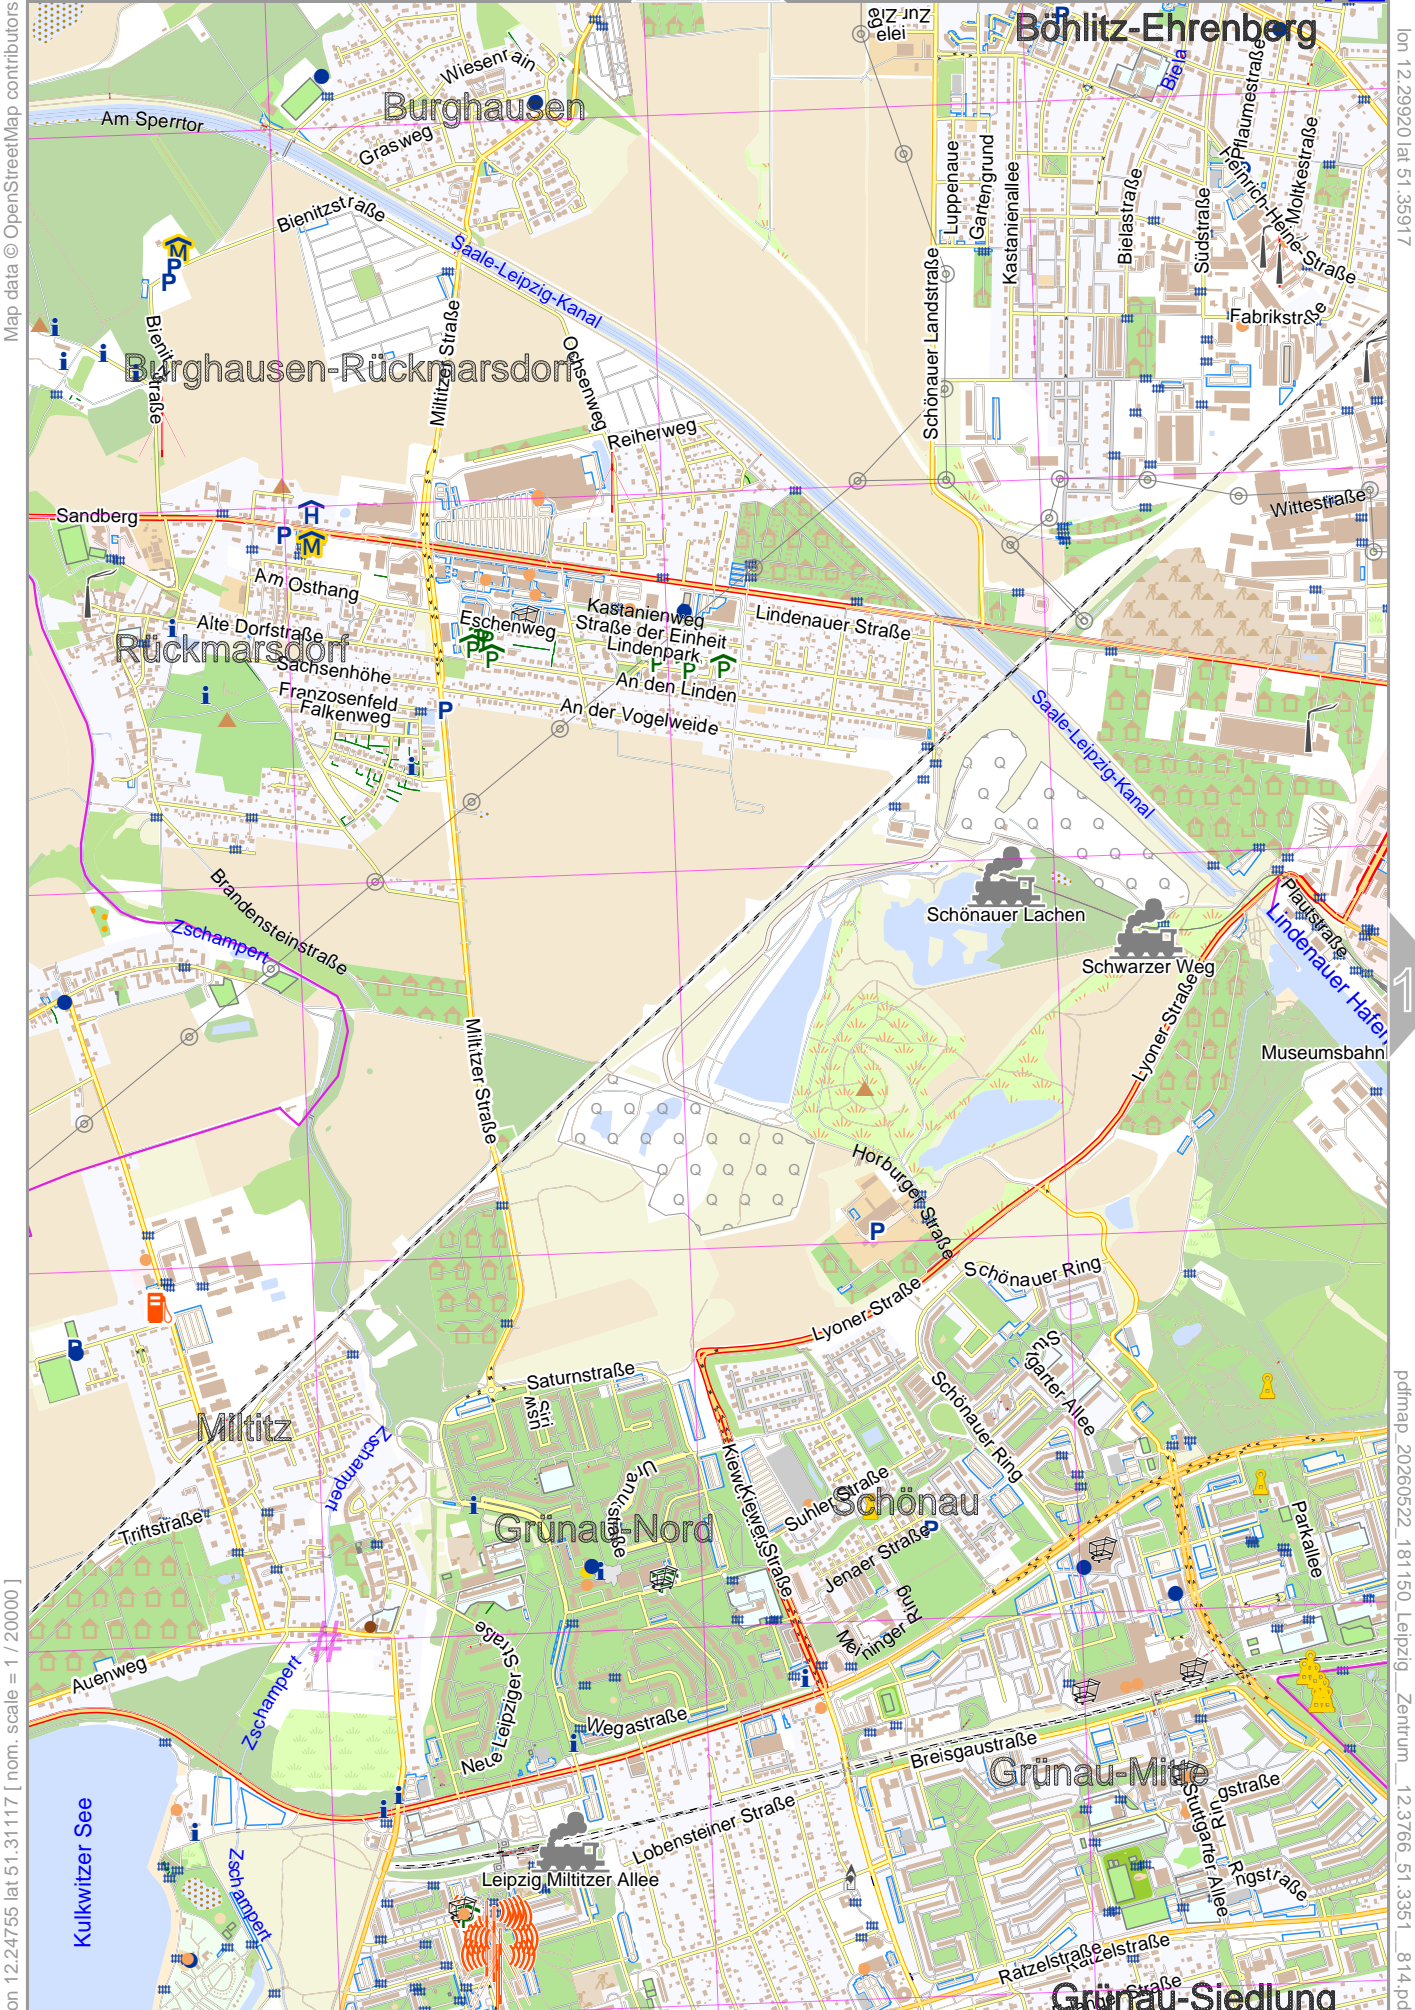 Map data © OpenStreetMap contributors
lon 12.29920 lat 51.35917
Böhlitz-Ehrenberg
Burghausen
Wiesenrain
Grasweg
Am Sperrtor
Bienitzstraße
Saale-Leipzig-Kanal
Biela
Pflaumestraße
Heinrich-Heine-Straße
Moltkestraße
Südstraße
Bielastraße
Kastanienallee
Gartengrund
Luppenaue
Schönauer Landstraße
Fabrikstraße
Burghausen-Rückmarsdorf
Miltitzer Straße
Ochsenweg
Reiherweg
Wittestraße
Sandberg
Am Osthang
Alte Dorfstraße
Rückmarsdorf
Sachsenhöhe
Franzosenfeld
Falkenweg
Eschenweg
Kastanienweg
Straße der Einheit
Lindenpark
An den Linden
An der Vogelweide
Lindenauer Straße
Saale-Leipzig-Kanal
Brandensteinstraße
Zschampert
Schönauer Lachen
Schwarzer Weg
Plautstraße
Lindenauer Hafen
Museumsbahn
Lyoner Straße
1
Miltitzer Straße
Horburger Straße
Schönauer Ring
Lyoner Straße
Saturnstraße
Sirius
Stuttgarter Allee
Schönauer Ring
Miltitz
Zschampert
Uranusstraße
Grünau-Nord
Kiewer Straße
Suhler Straße
Schönau
Jenaer Straße
Meininger Ring
Parkallee
Triftstraße
Auenweg
Zschampert
Neue Leipziger Straße
Wegastraße
Breisgaustraße
Grünau-Mitte
Lobensteiner Straße
Leipzig Miltitzer Allee
Stuttgarter Allee
Kulkwitzer See
Zschampert
Ratzelstraße
Ratzelstraße
Grünau-Siedlung
on 12.24755 lat 51.31117 [ nom. scale = 1 / 20000 ]